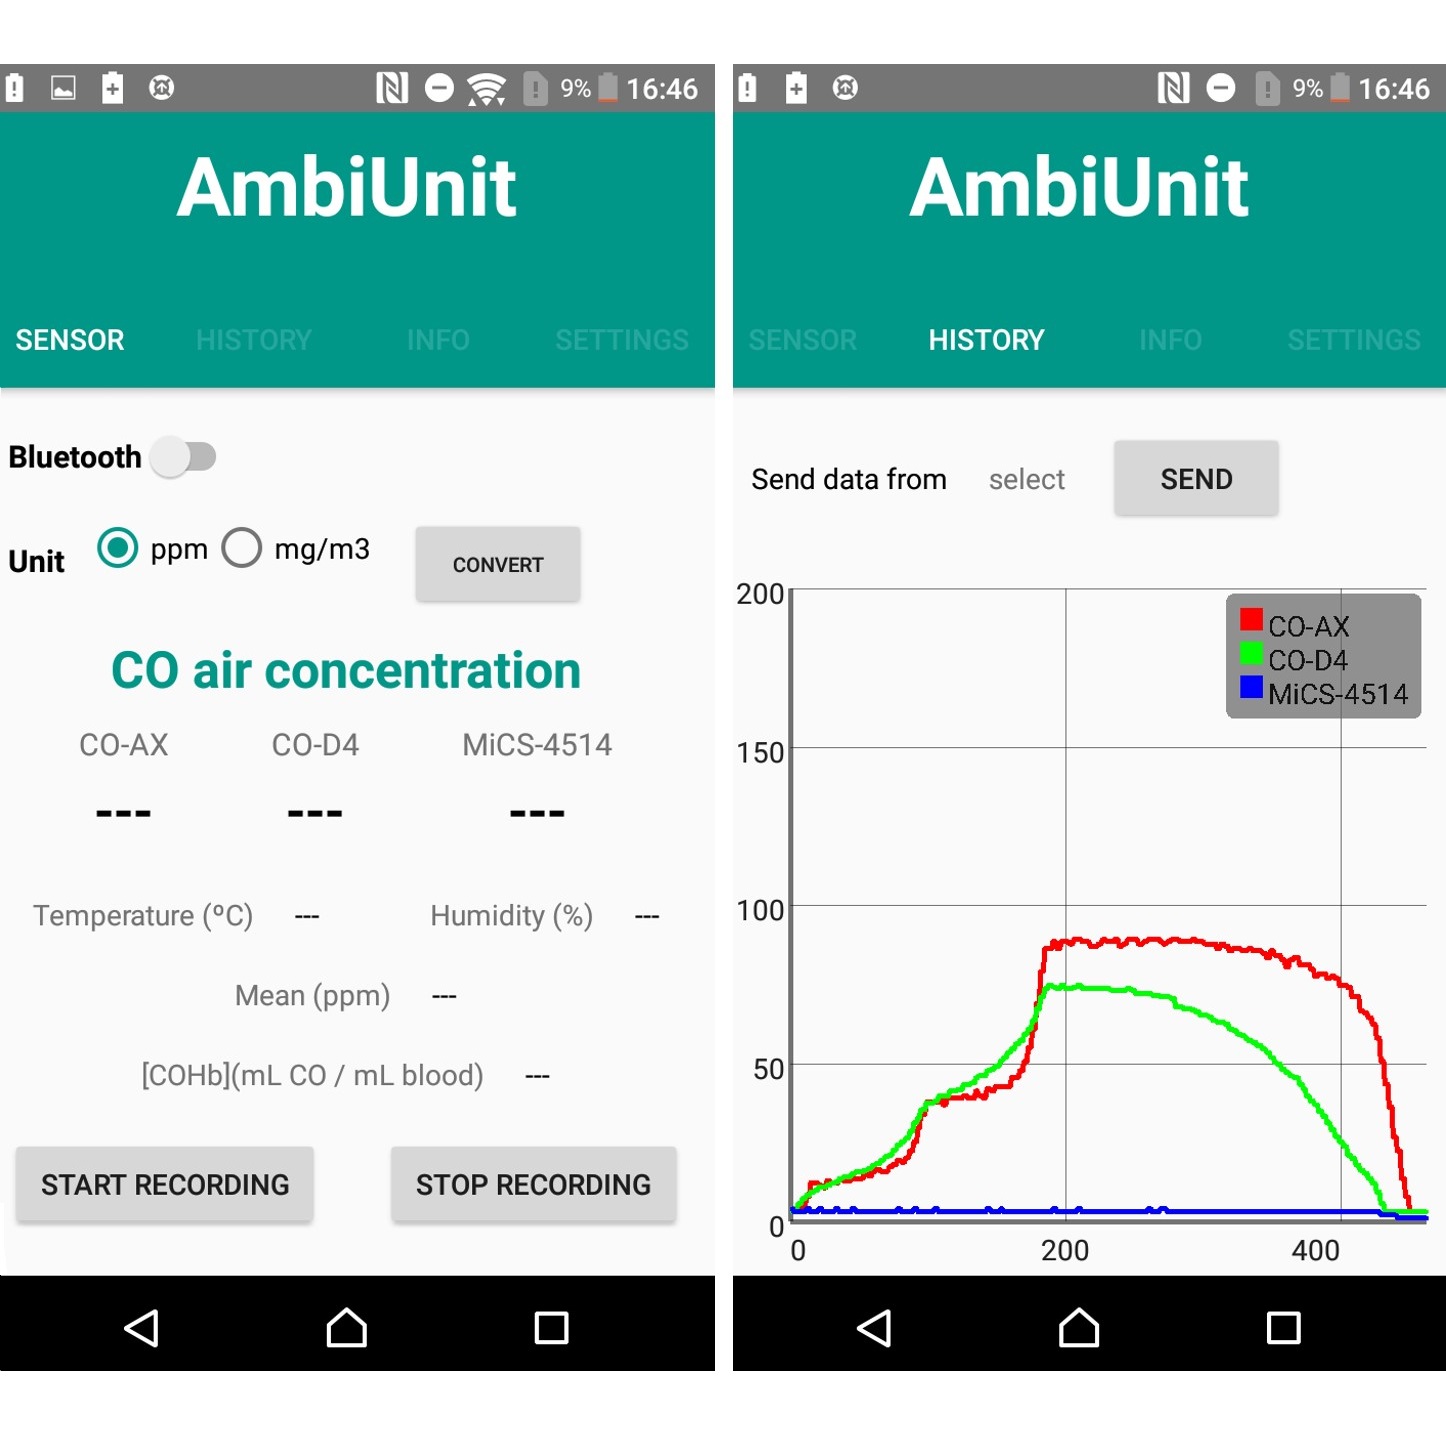 9% 16:46
AmbiUnit
SENSOR HISTORY INFO SETTINGS
Bluetooth
Unit ppm mg/m3 CONVERT
CO air concentration
CO-AX CO-D4 MiCS-4514
--- --- ---
Temperature (ºC) --- Humidity (%) ---
Mean (ppm) ---
[COHb](mL CO / mL blood) ---
START RECORDING STOP RECORDING
9% 16:46
AmbiUnit
SENSOR HISTORY INFO SETTINGS
Send data from select SEND
200
CO-AX
CO-D4
MiCS-4514
150
100
50
0
0 200 400